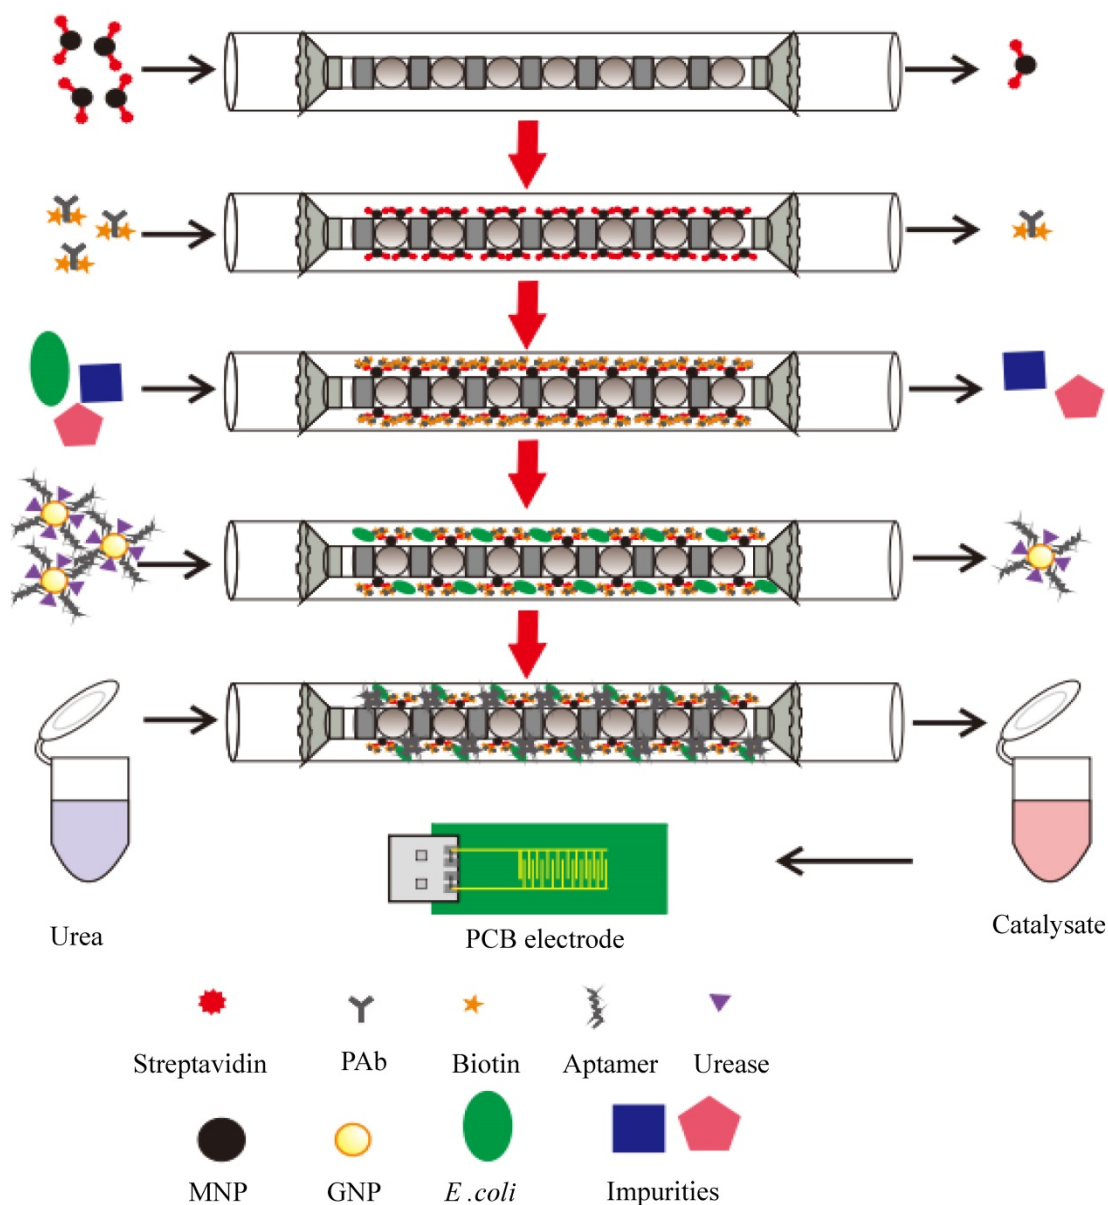 Urea
PCB electrode
Catalysate
Streptavidin
PAb
Biotin
Aptamer
Urease
MNP
GNP
E .coli
Impurities